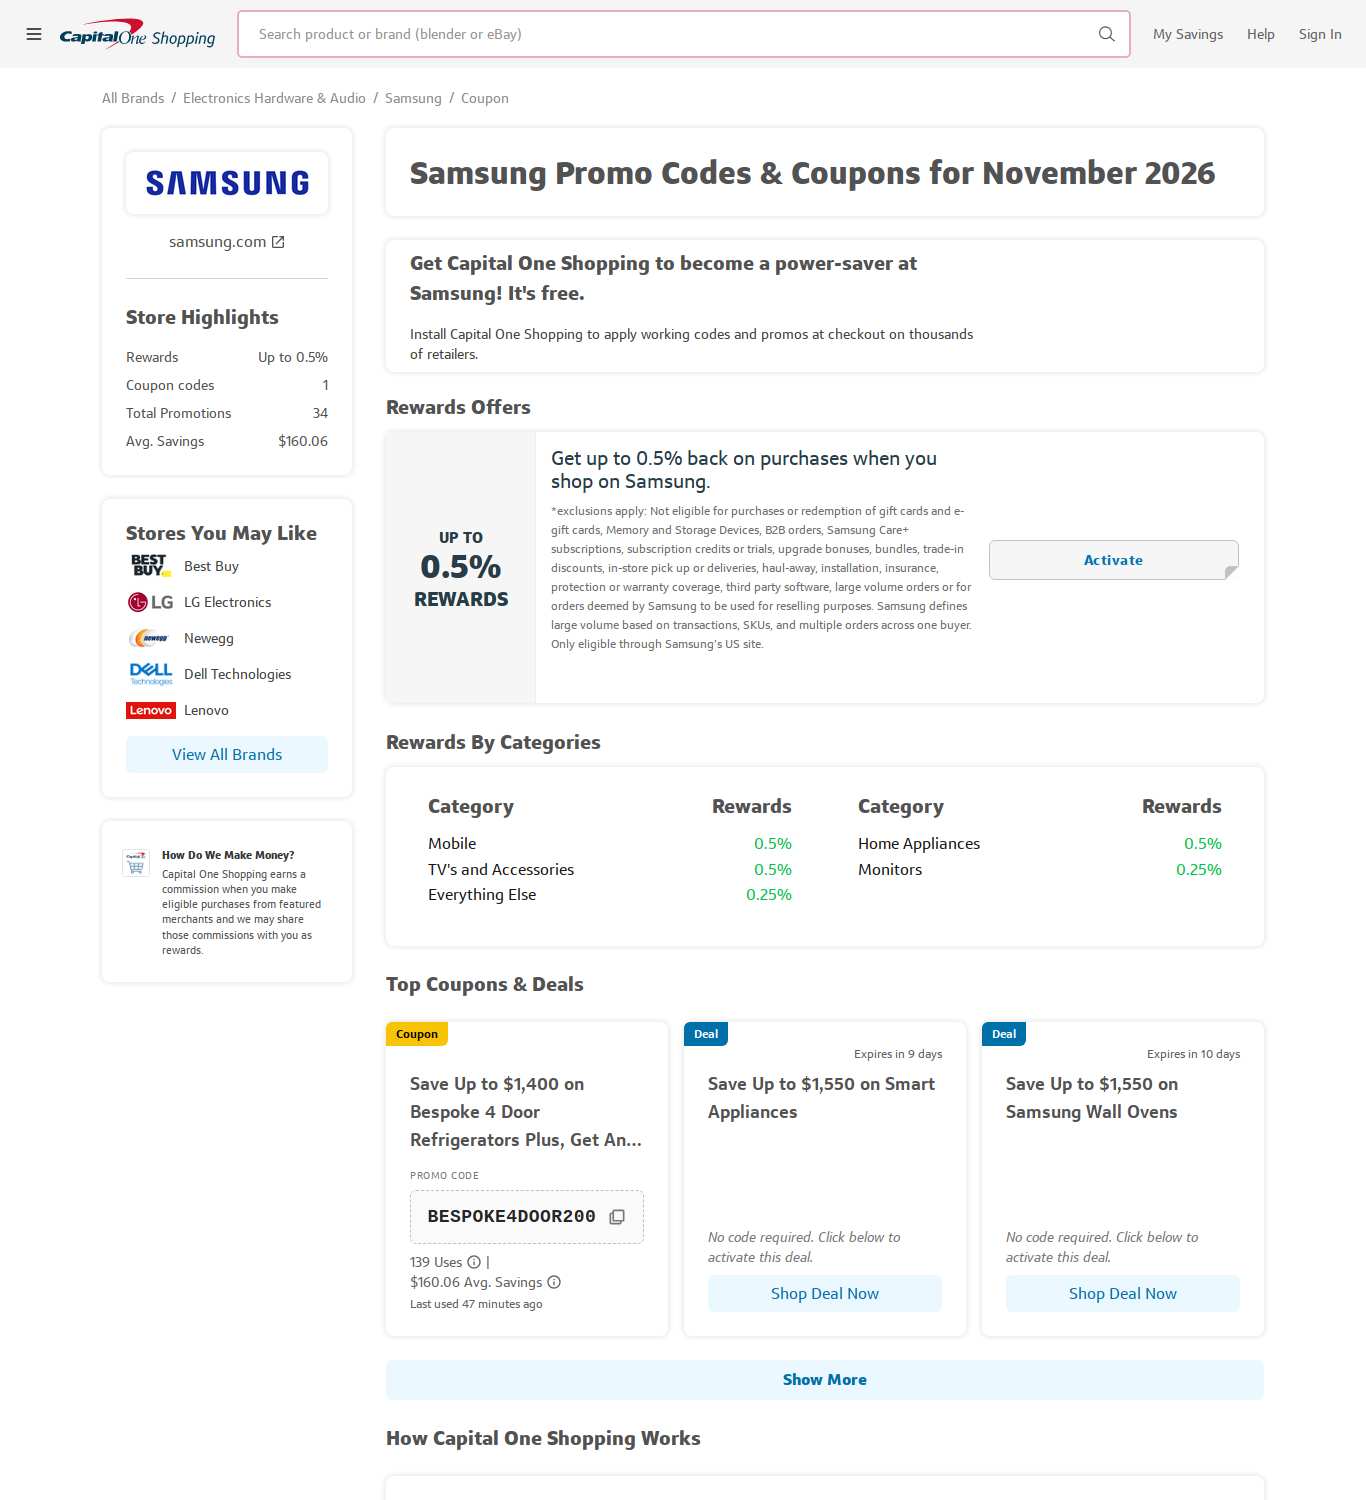 CapitalOne Shopping
Search product or brand (blender or eBay)
My Savings
Help
Sign In
All Brands / Electronics Hardware & Audio / Samsung / Coupon
SAMSUNG
samsung.com
Store Highlights
Rewards Up to 0.5%
Coupon codes 1
Total Promotions 34
Avg. Savings $160.06
Stores You May Like
BEST BUY
Best Buy
LG
LG Electronics
newegg
Newegg
DELL Technologies
Dell Technologies
Lenovo
Lenovo
View All Brands
How Do We Make Money?
Capital One Shopping earns a
commission when you make
eligible purchases from featured
merchants and we may share
those commissions with you as
rewards.
Samsung Promo Codes & Coupons for November 2026
Get Capital One Shopping to become a power-saver at
Samsung! It's free.
Install Capital One Shopping to apply working codes and promos at checkout on thousands
of retailers.
Rewards Offers
UP TO
0.5%
REWARDS
Get up to 0.5% back on purchases when you
shop on Samsung.
*exclusions apply: Not eligible for purchases or redemption of gift cards and e-
gift cards, Memory and Storage Devices, B2B orders, Samsung Care+
subscriptions, subscription credits or trials, upgrade bonuses, bundles, trade-in
discounts, in-store pick up or deliveries, haul-away, installation, insurance,
protection or warranty coverage, third party software, large volume orders or for
orders deemed by Samsung to be used for reselling purposes. Samsung defines
large volume based on transactions, SKUs, and multiple orders across one buyer.
Only eligible through Samsung's US site.
Activate
Rewards By Categories
Category Rewards
Mobile 0.5%
TV's and Accessories 0.5%
Everything Else 0.25%
Category Rewards
Home Appliances 0.5%
Monitors 0.25%
Top Coupons & Deals
Coupon
Save Up to $1,400 on
Bespoke 4 Door
Refrigerators Plus, Get An...
PROMO CODE
BESPOKE4DOOR200
139 Uses |
$160.06 Avg. Savings
Last used 47 minutes ago
Deal
Expires in 9 days
Save Up to $1,550 on Smart
Appliances
No code required. Click below to
activate this deal.
Shop Deal Now
Deal
Expires in 10 days
Save Up to $1,550 on
Samsung Wall Ovens
No code required. Click below to
activate this deal.
Shop Deal Now
Show More
How Capital One Shopping Works